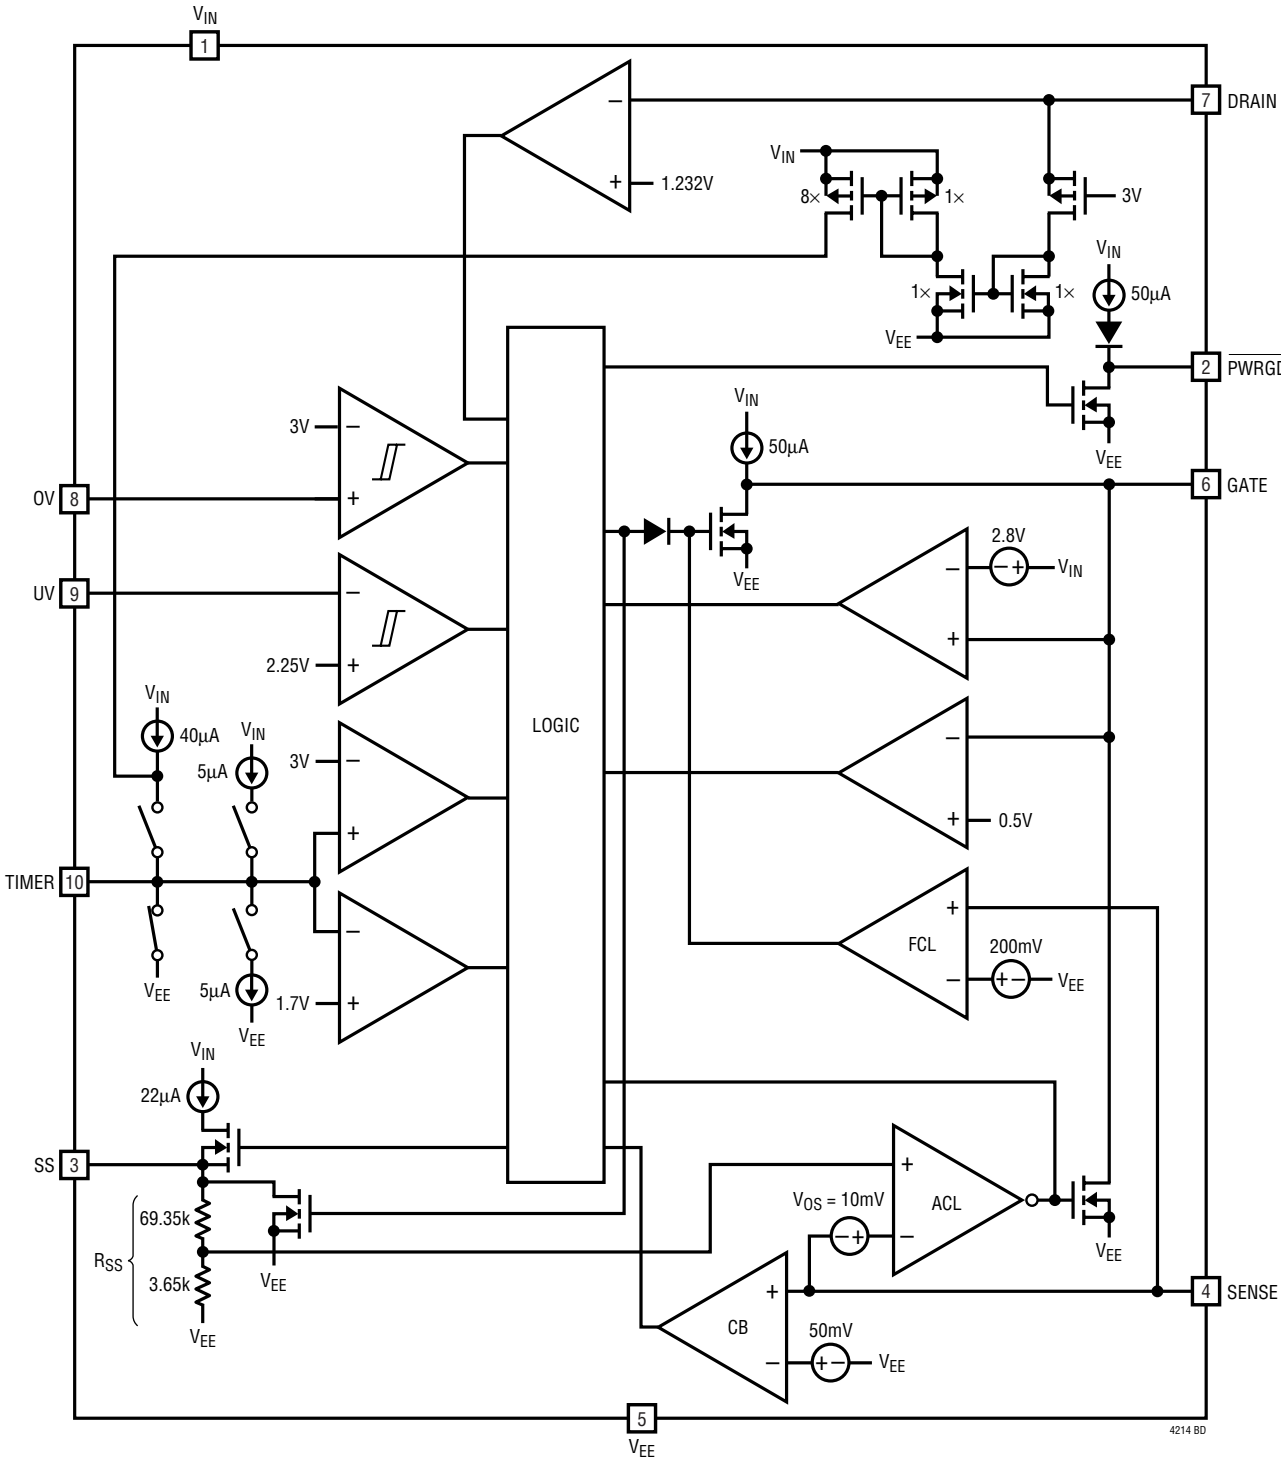 VIN
1
−
7 DRAIN
VIN
+ 1.232V
8×
1×
3V
VIN
1×
1×
50µA
VEE
2
VIN
3V
−
50µA
VEE
OV 8
+
6 GATE
2.8V
−
− +
VIN
UV 9
−
VEE
+
2.25V
+
VIN
LOGIC
40µA
VIN
3V
−
−
5µA
+
+ 0.5V
TIMER 10
−
+
FCL
200mV
−
+ −
VEE
VEE
5µA
1.7V
+
VEE
VIN
22µA
SS 3
+
VOS = 10mV
ACL
69.35k
− +
−
RSS
VEE
VEE
3.65k
+
4 SENSE
CB
50mV
VEE
−
+ −
VEE
5
VEE
4214 BD